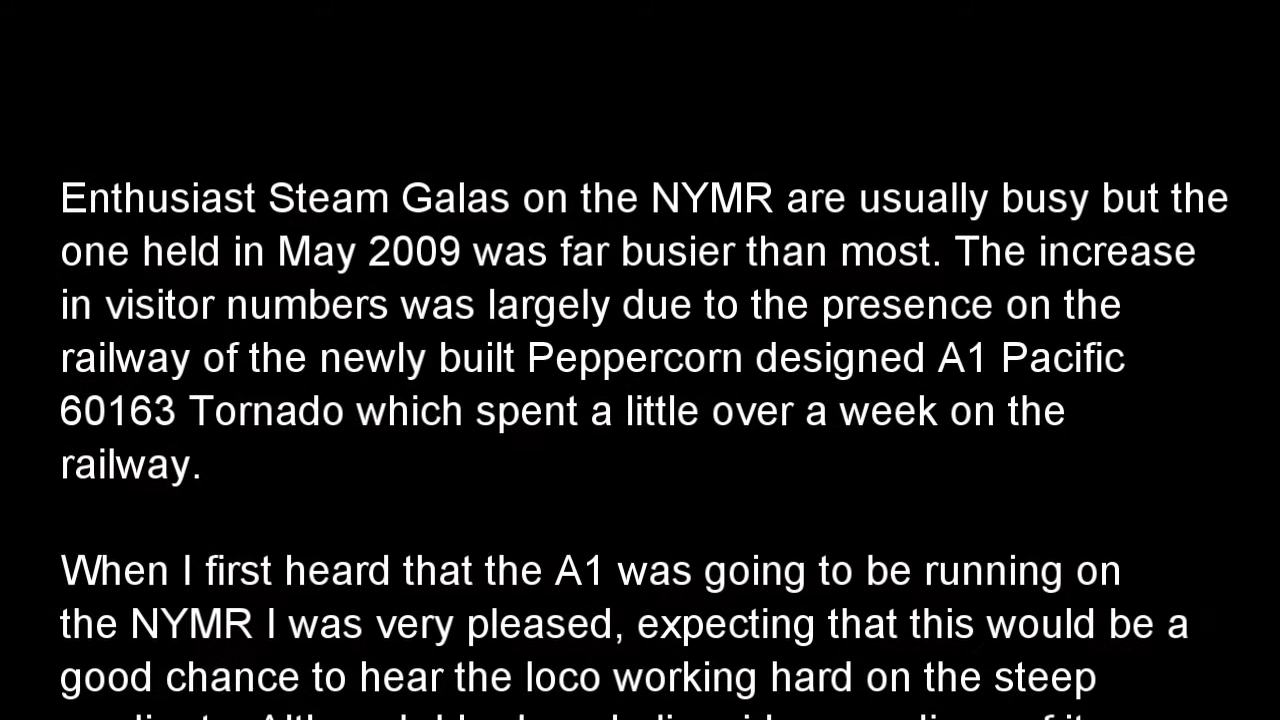 Enthusiast Steam Galas on the NYMR are usually busy but the
one held in May 2009 was far busier than most. The increase
in visitor numbers was largely due to the presence on the
railway of the newly built Peppercorn designed A1 Pacific
60163 Tornado which spent a little over a week on the
railway.
When I first heard that the A1 was going to be running on
the NYMR I was very pleased, expecting that this would be a
good chance to hear the loco working hard on the steep